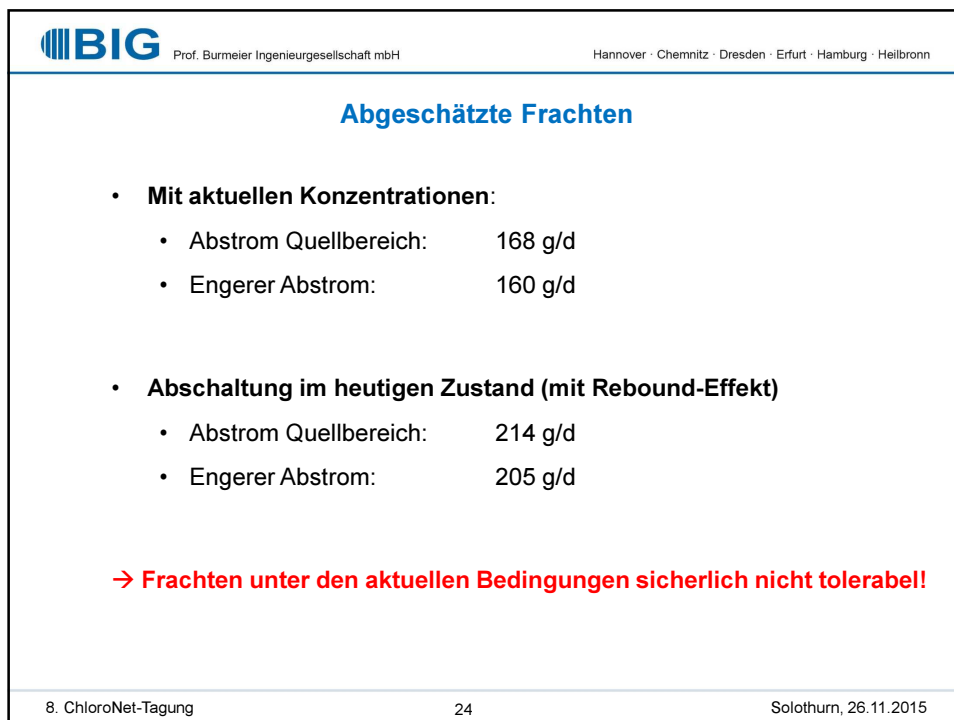 BIG Prof. Burmeier Ingenieurgesellschaft mbH Hannover · Chemnitz · Dresden · Erfurt · Hamburg · Heilbronn
Abgeschätzte Frachten
• Mit aktuellen Konzentrationen:
• Abstrom Quellbereich: 168 g/d
• Engerer Abstrom: 160 g/d
• Abschaltung im heutigen Zustand (mit Rebound-Effekt)
• Abstrom Quellbereich: 214 g/d
• Engerer Abstrom: 205 g/d
→ Frachten unter den aktuellen Bedingungen sicherlich nicht tolerabel!
8. ChloroNet-Tagung 24 Solothurn, 26.11.2015